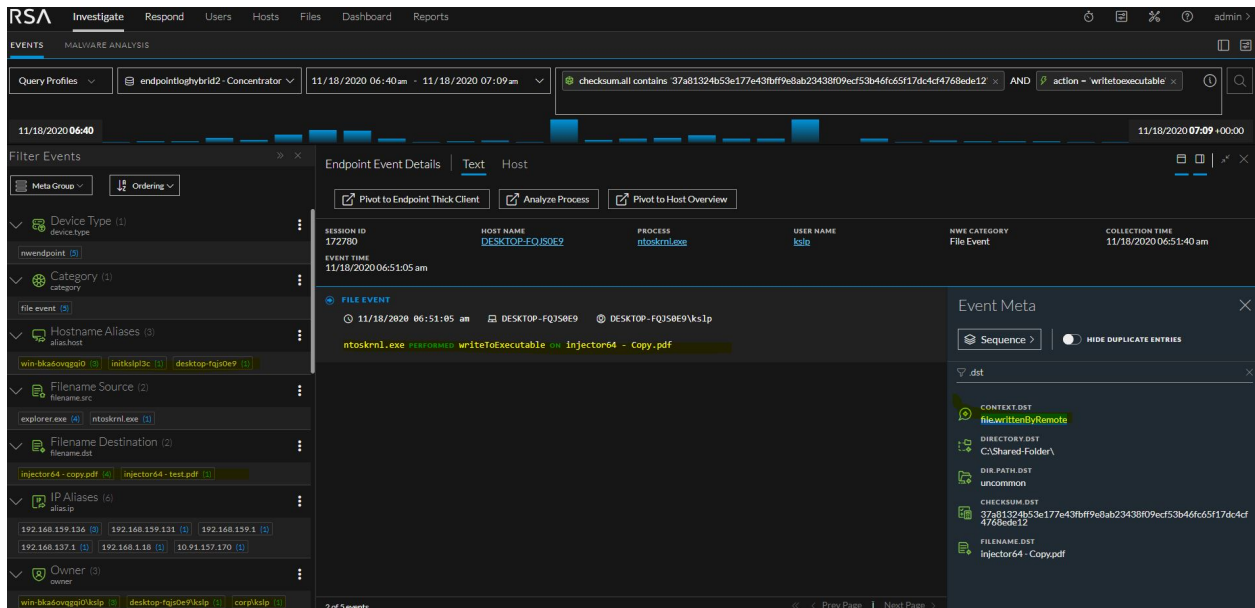 RSA Investigate Respond Users Hosts Files Dashboard Reports admin >
EVENTS MALWARE ANALYSIS
Query Profiles endpointloghybrid2 - Concentrator 11/18/2020 06:40am - 11/18/2020 07:09am checksum.all contains '37a81324b53e177e43fbff9e8ab23438f09ecf53b46fc65f17dc4cf4768ede12' × AND action = 'writetoexecutable' ×
11/18/2020 06:40 11/18/2020 07:09 +00:00
Filter Events » ×
Meta Group Ordering
Device Type (1)
device.type
nwendpoint (5)
Category (1)
category
file event (5)
Hostname Aliases (3)
alias.host
win-bka6ovqgqi0 (3) initkslpl3c (1) desktop-fqjs0e9 (1)
Filename Source (2)
filename.src
explorer.exe (4) ntoskrnl.exe (1)
Filename Destination (2)
filename.dst
injector64 - copy.pdf (4) injector64 - test.pdf (1)
IP Aliases (6)
alias.ip
192.168.159.136 (3) 192.168.159.131 (1) 192.168.159.1 (1)
192.168.137.1 (1) 192.168.1.18 (1) 10.91.157.170 (1)
Owner (3)
owner
win-bka6ovqgqi0\kslp (3) desktop-fqjs0e9\kslp (1) corp\kslp (1)
Endpoint Event Details Text Host
Pivot to Endpoint Thick Client Analyze Process Pivot to Host Overview
SESSION ID HOST NAME PROCESS USER NAME NWE CATEGORY COLLECTION TIME
172780 DESKTOP-FQJS0E9 ntoskrnl.exe kslp File Event 11/18/2020 06:51:40 am
EVENT TIME
11/18/2020 06:51:05 am
FILE EVENT
11/18/2020 06:51:05 am DESKTOP-FQJS0E9 DESKTOP-FQJS0E9\kslp
ntoskrnl.exe PERFORMED writeToExecutable ON injector64 - Copy.pdf
2 of 5 events << < Prev Page | Next Page >
Event Meta
Sequence > HIDE DUPLICATE ENTRIES
.dst
CONTEXT.DST
file.writtenByRemote
DIRECTORY.DST
C:\Shared-Folder\
DIR.PATH.DST
uncommon
CHECKSUM.DST
37a81324b53e177e43fbff9e8ab23438f09ecf53b46fc65f17dc4cf
4768ede12
FILENAME.DST
injector64 - Copy.pdf